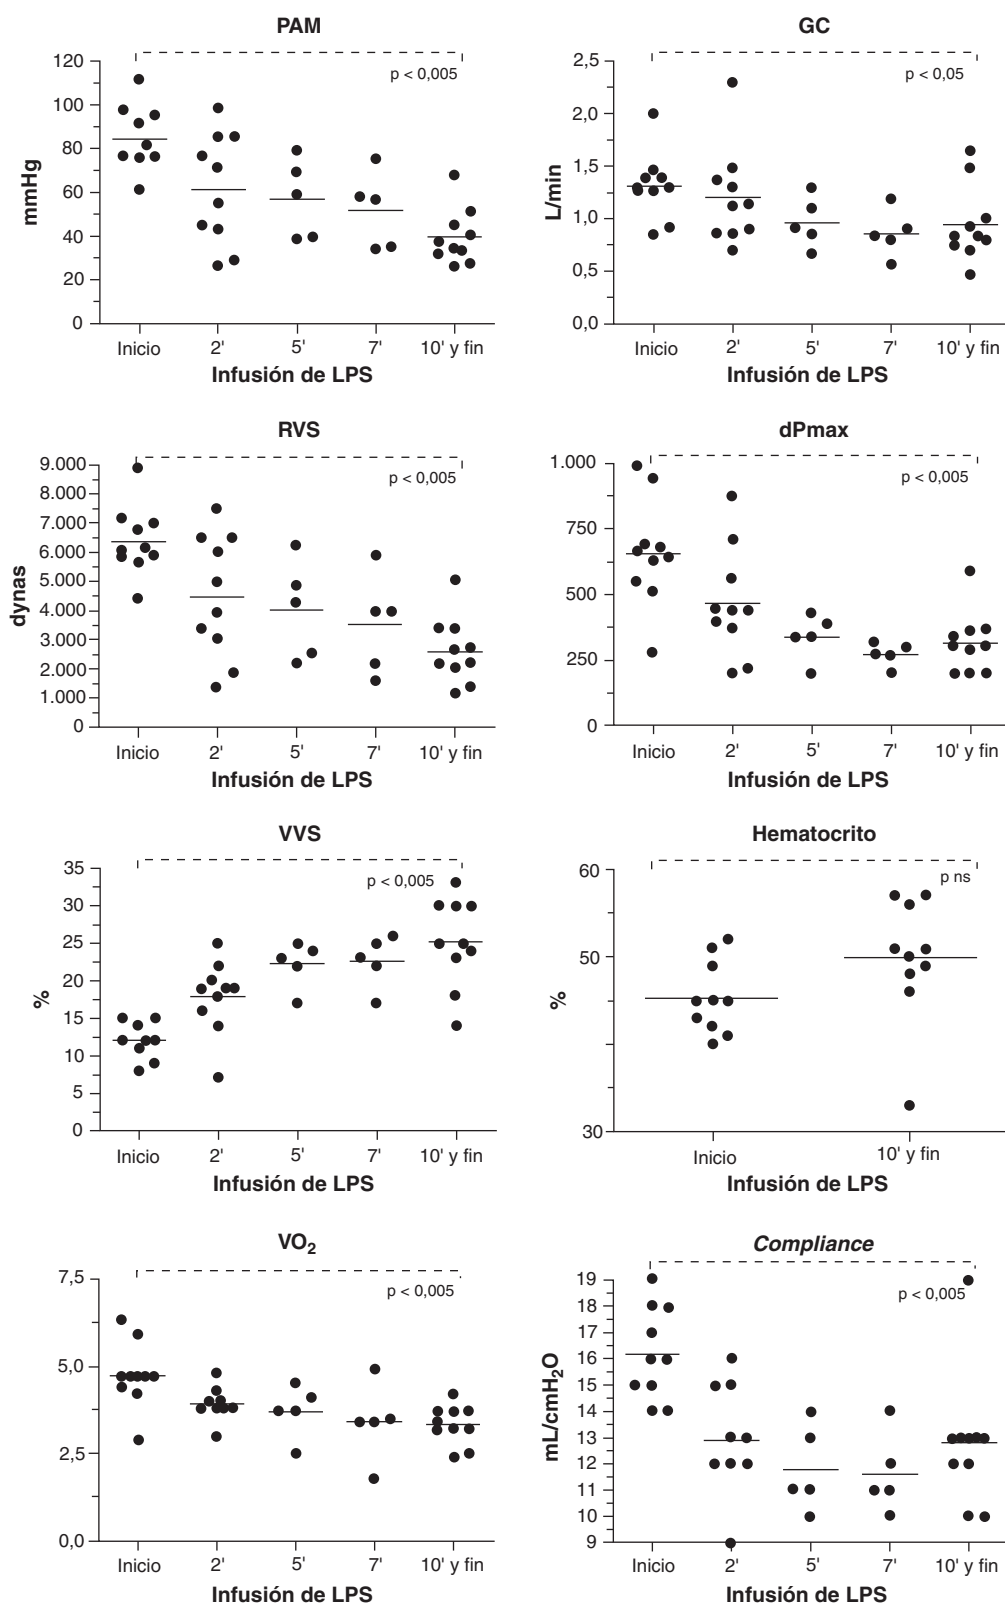 PAM
p < 0,005
120
100
80
60
40
20
0
mmHg
Inicio 2' 5' 7' 10' y fin
Infusión de LPS
GC
p < 0,05
2,5
2,0
1,5
1,0
0,5
0,0
L/min
Inicio 2' 5' 7' 10' y fin
Infusión de LPS
RVS
p < 0,005
9.000
8.000
7.000
6.000
5.000
4.000
3.000
2.000
1.000
0
dynas
Inicio 2' 5' 7' 10' y fin
Infusión de LPS
dPmax
p < 0,005
1.000
750
500
250
0
Inicio 2' 5' 7' 10' y fin
Infusión de LPS
VVS
p < 0,005
35
30
25
20
15
10
5
0
%
Inicio 2' 5' 7' 10' y fin
Infusión de LPS
Hematocrito
p ns
60
50
30
%
Inicio 10' y fin
Infusión de LPS
VO₂
p < 0,005
7,5
5,0
2,5
0,0
Inicio 2' 5' 7' 10' y fin
Infusión de LPS
Compliance
p < 0,005
19
18
17
16
15
14
13
12
11
10
9
mL/cmH₂O
Inicio 2' 5' 7' 10' y fin
Infusión de LPS